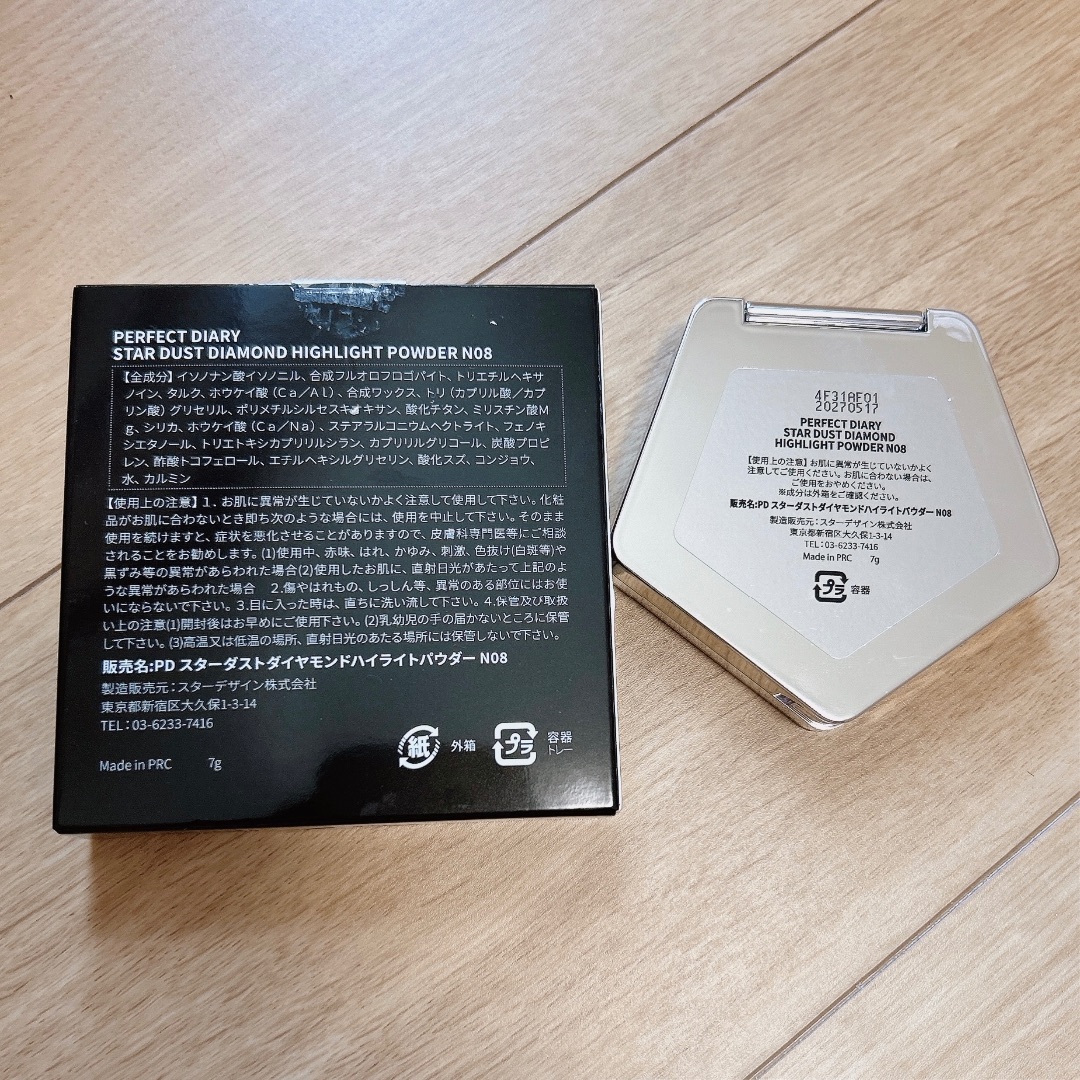 PERFECT DIARY
STAR DUST DIAMOND HIGHLIGHT POWDER N08
【全成分】イソノナン酸イソノニル、合成フルオロフロゴパイト、トリエチルヘキサ
ノイン、タルク、ホウケイ酸（Ca／Al）、合成ワックス、トリ（カプリル酸／カプ
リン酸）グリセリル、ポリメチルシルセスキオキサン、酸化チタン、ミリスチン酸M
g、シリカ、ホウケイ酸（Ca／Na）、ステアラルコニウムヘクトライト、フェノキ
シエタノール、トリエトキシカプリリルシラン、カプリリルグリコール、炭酸プロピ
レン、酢酸トコフェロール、エチルヘキシルグリセリン、酸化スズ、コンジョウ、
水、カルミン
【使用上の注意】1．お肌に異常が生じていないかよく注意して使用して下さい。化粧
品がお肌に合わないとき即ち次のような場合には、使用を中止して下さい。そのまま
使用を続けますと、症状を悪化させることがありますので、皮膚科専門医等にご相談
されることをお勧めします。(1)使用中、赤味、はれ、かゆみ、刺激、色抜け(白斑等)や
黒ずみ等の異常があらわれた場合(2)使用したお肌に、直射日光があたって上記のよ
うな異常があらわれた場合　2.傷やはれもの、しっしん等、異常のある部位にはお使
いにならないで下さい。3.目に入った時は、直ちに洗い流して下さい。4.保管及び取扱
い上の注意(1)開封後はお早めにご使用下さい。(2)乳幼児の手の届かないところに保管
して下さい。(3)高温又は低温の場所、直射日光のあたる場所には保管しないで下さい。
販売名:PD スターダストダイヤモンドハイライトパウダー N08
製造販売元：スターデザイン株式会社
東京都新宿区大久保1-3-14
TEL：03-6233-7416
Made in PRC 7g
紙 外箱 プラ 容器
トレー
4F31AF01
20270517
PERFECT DIARY
STAR DUST DIAMOND
HIGHLIGHT POWDER N08
【使用上の注意】お肌に異常が生じていないかよく
注意してご使用ください。お肌に合わない場合は、
ご使用をおやめください。
※成分は外箱をご確認ください。
販売名:PD スターダストダイヤモンドハイライトパウダー N08
製造販売元：スターデザイン株式会社
東京都新宿区大久保1-3-14
TEL：03-6233-7416
Made in PRC 7g
プラ 容器